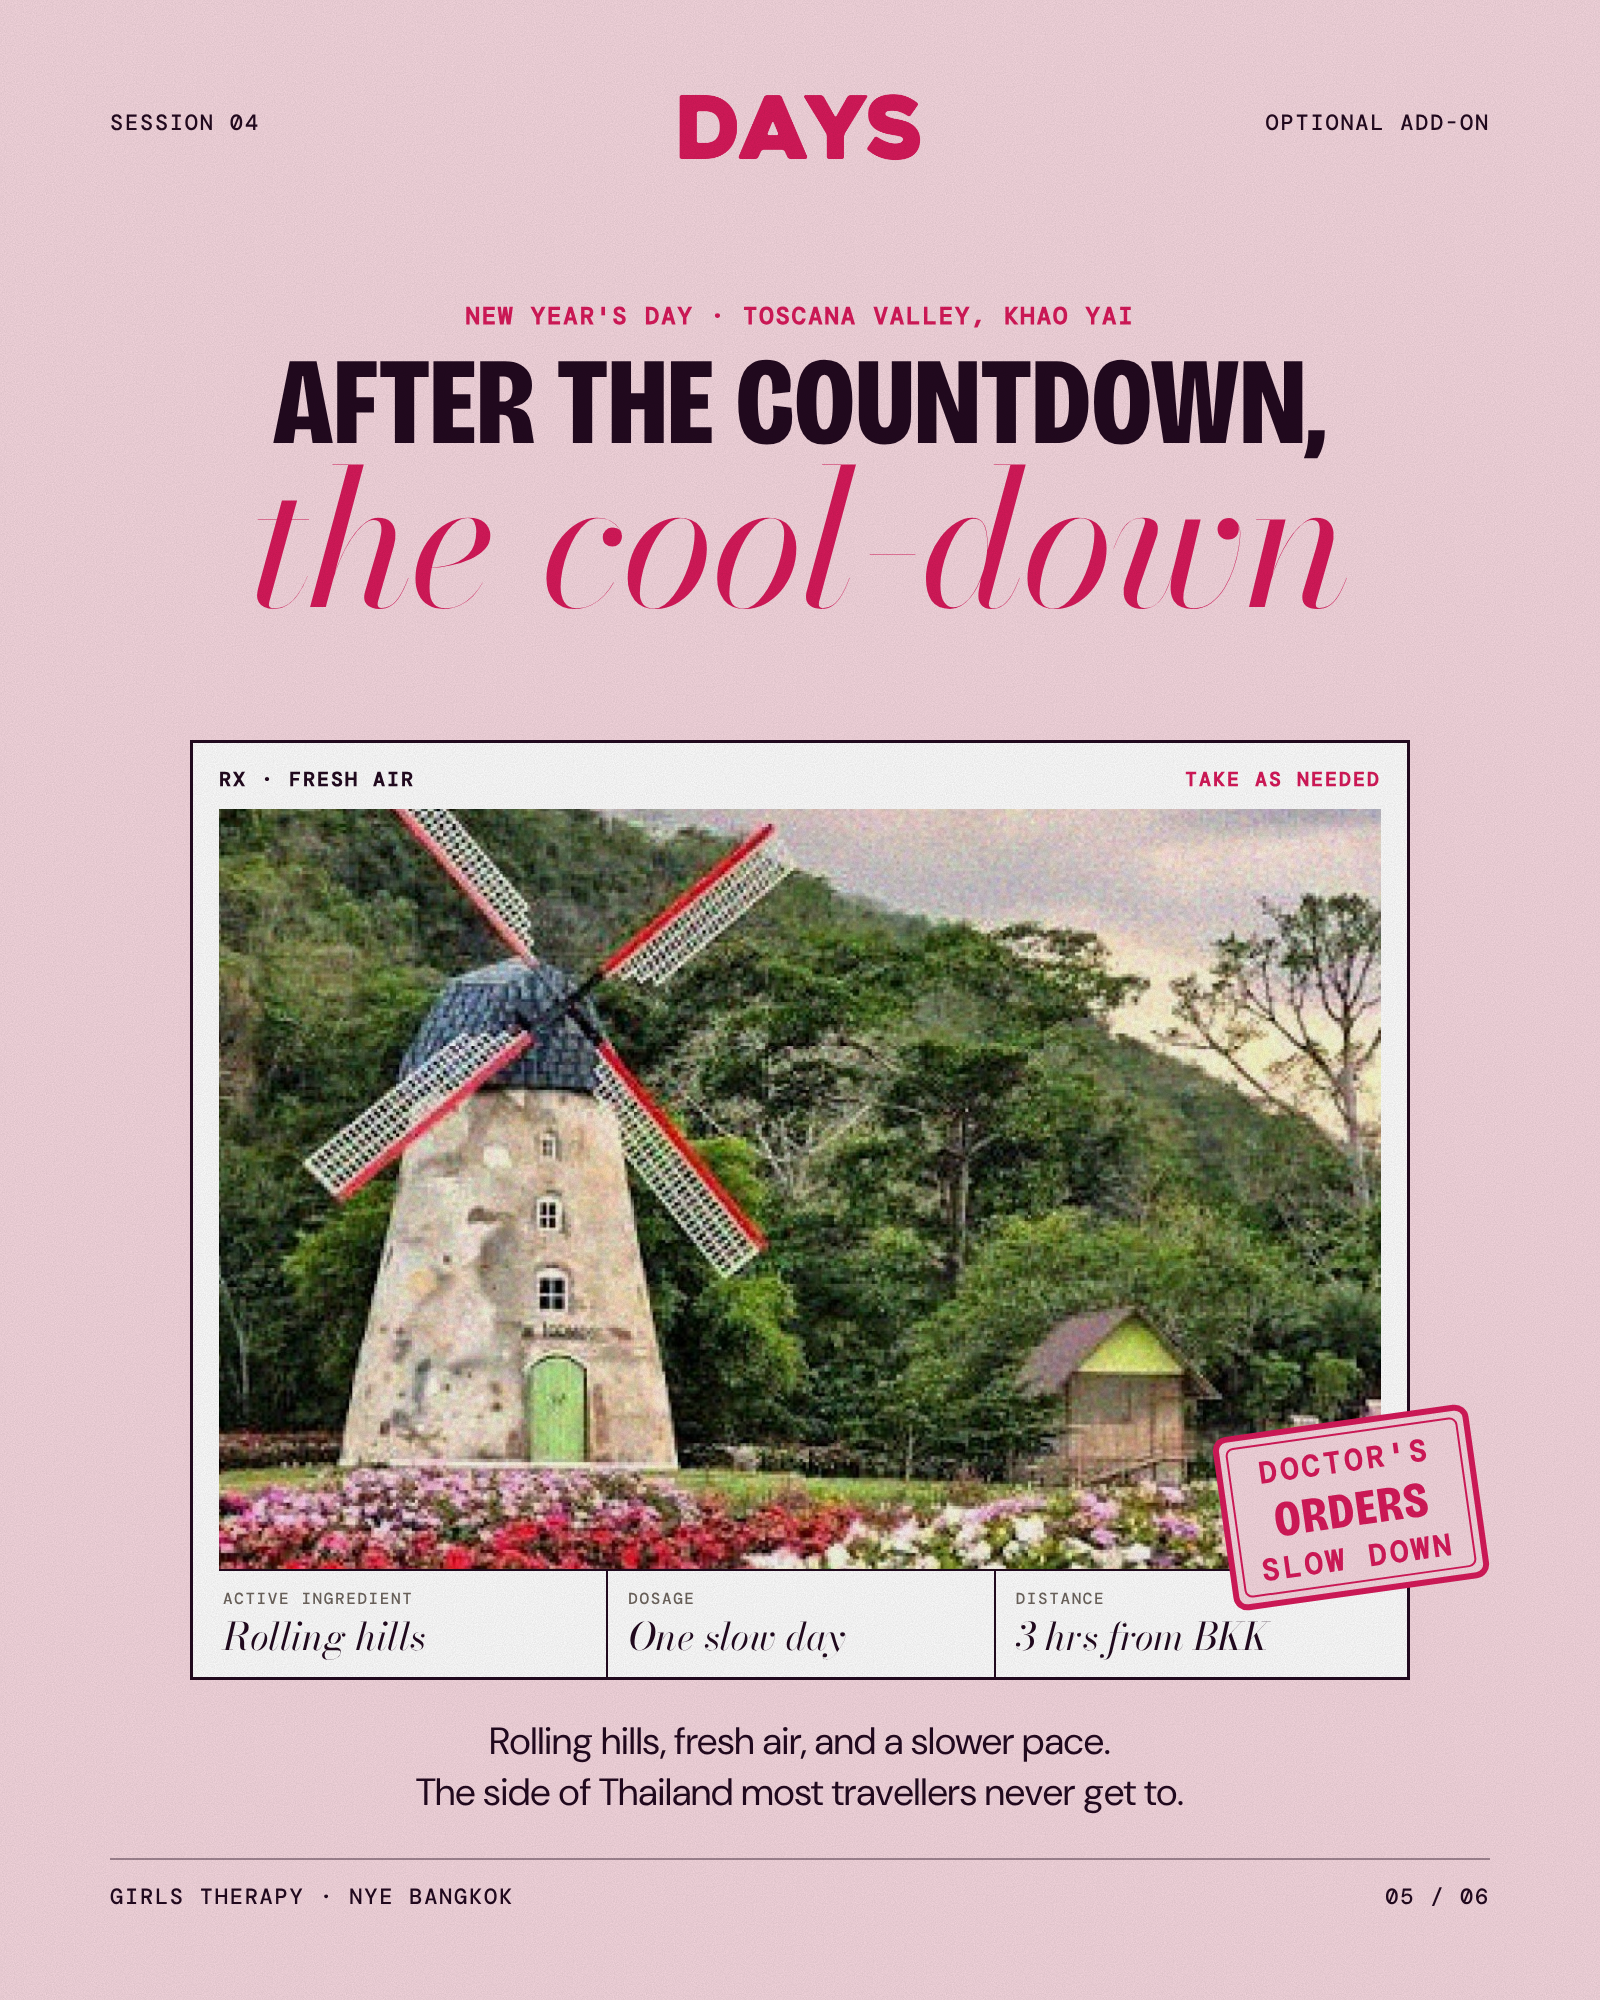 SESSION 04
DAYS
OPTIONAL ADD-ON
NEW YEAR'S DAY · TOSCANA VALLEY, KHAO YAI
AFTER THE COUNTDOWN,
the cool-down
RX · FRESH AIR
TAKE AS NEEDED
DOCTOR'S
ORDERS
SLOW DOWN
ACTIVE INGREDIENT
Rolling hills
DOSAGE
One slow day
DISTANCE
3 hrs from BKK
Rolling hills, fresh air, and a slower pace.
The side of Thailand most travellers never get to.
GIRLS THERAPY · NYE BANGKOK
05 / 06